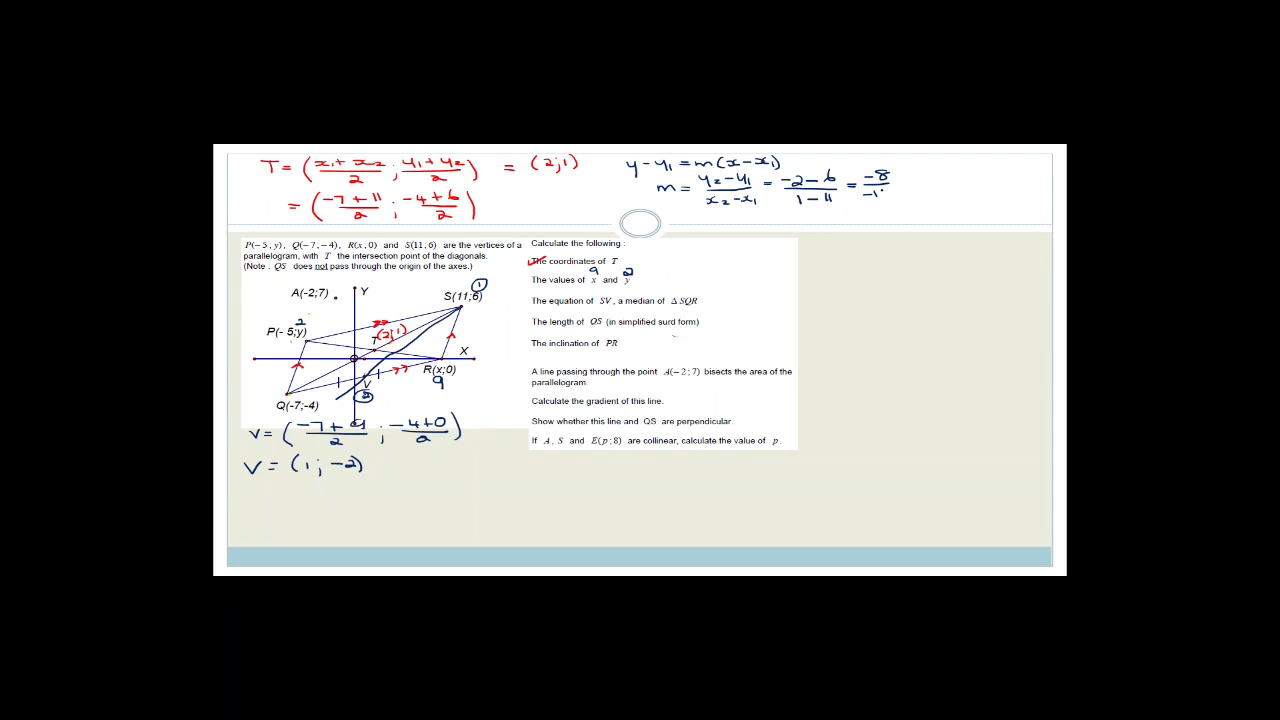 T = (x₁ + x₂ / 2 ; y₁ + y₂ / 2) = (2;1)
= (-7 + 11 / 2 ; -4 + 6 / 2)
y - y₁ = m(x - x₁)
m = y₂ - y₁ / x₂ - x₁ = -2 - 6 / 1 - 11 = -8 / -1
P(-5 ; y), Q(-7 ; -4), R(x ; 0) and S(11 ; 6) are the vertices of a
parallelogram, with T the intersection point of the diagonals.
(Note : QS does not pass through the origin of the axes.)
A(-2;7)
Y
S(11;6)
1
P(- 5;y)
2
T
(2;1)
X
R(x;0)
9
V
2
Q(-7;-4)
V = (-7 + 9 / 2 ; -4+0 / 2)
V = (1 ; -2)
Calculate the following :
The coordinates of T
9 2
The values of x and y
The equation of SV, a median of Δ SQR
The length of QS (in simplified surd form)
The inclination of PR
A line passing through the point A(-2 ; 7) bisects the area of the
parallelogram.
Calculate the gradient of this line.
Show whether this line and QS are perpendicular.
If A, S and E(p ; 8) are collinear, calculate the value of p.